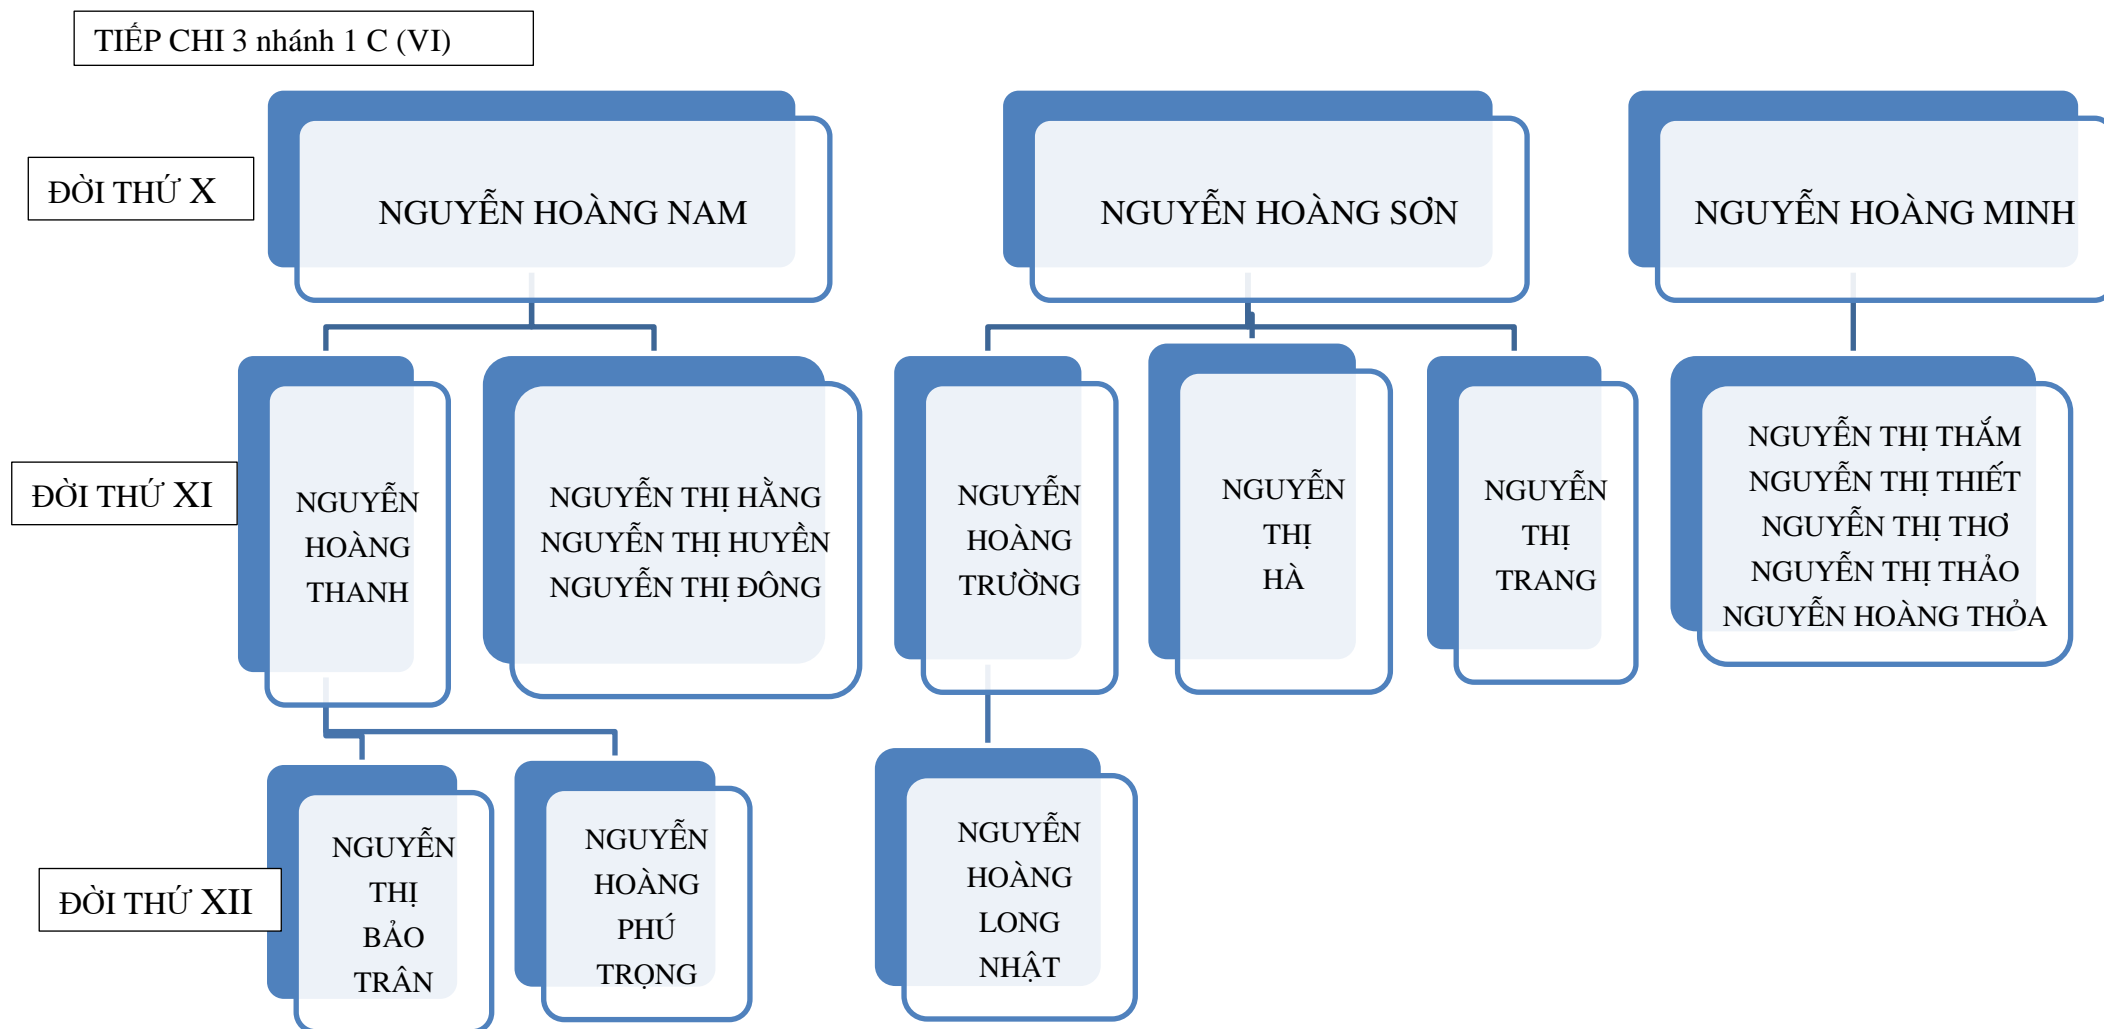 TIẾP CHI 3 nhánh 1 C (VI)
ĐỜI THỨ X
NGUYỄN HOÀNG NAM
NGUYỄN HOÀNG SƠN
NGUYỄN HOÀNG MINH
ĐỜI THỨ XI
NGUYỄN
HOÀNG
THANH
NGUYỄN THỊ HẰNG
NGUYỄN THỊ HUYỀN
NGUYỄN THỊ ĐÔNG
NGUYỄN
HOÀNG
TRƯỜNG
NGUYỄN
THỊ
HÀ
NGUYỄN
THỊ
TRANG
NGUYỄN THỊ THẮM
NGUYỄN THỊ THIẾT
NGUYỄN THỊ THƠ
NGUYỄN THỊ THẢO
NGUYỄN HOÀNG THỎA
ĐỜI THỨ XII
NGUYỄN
THỊ
BẢO
TRÂN
NGUYỄN
HOÀNG
PHÚ
TRỌNG
NGUYỄN
HOÀNG
LONG
NHẬT